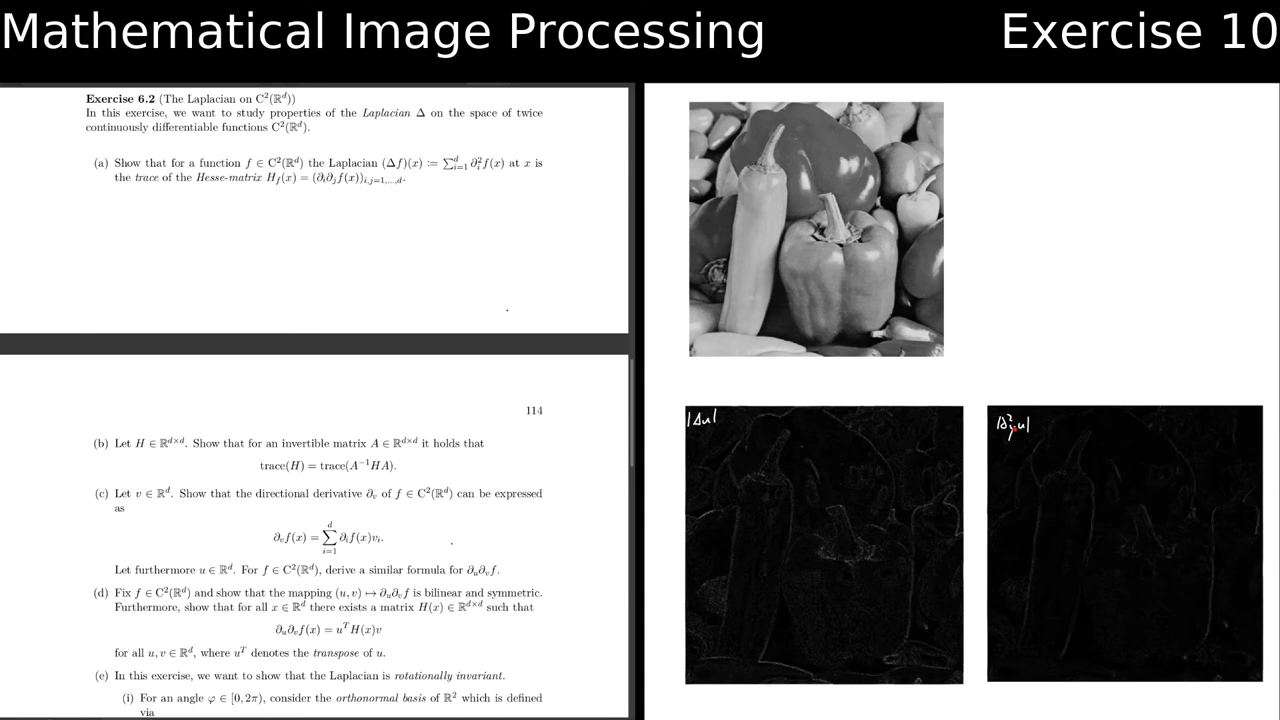 Mathematical Image Processing
Exercise 10
Exercise 6.2 (The Laplacian on C²(ℝᵈ))
In this exercise, we want to study properties of the Laplacian Δ on the space of twice
continuously differentiable functions C²(ℝᵈ).
(a) Show that for a function f ∈ C²(ℝᵈ) the Laplacian (Δf)(x) := ∑ᵢ₌₁ᵈ ∂ᵢ²f(x) at x is
the trace of the Hesse-matrix H_f(x) = (∂ᵢ∂ⱼf(x))ᵢ,ⱼ₌₁,...,d.
114
(b) Let H ∈ ℝᵈˣᵈ. Show that for an invertible matrix A ∈ ℝᵈˣᵈ it holds that
trace(H) = trace(A⁻¹HA).
(c) Let v ∈ ℝᵈ. Show that the directional derivative ∂ᵥ of f ∈ C²(ℝᵈ) can be expressed
as
∂ᵥf(x) = ∑ᵢ₌₁ᵈ ∂ᵢf(x)vᵢ.
Let furthermore u ∈ ℝᵈ. For f ∈ C²(ℝᵈ), derive a similar formula for ∂ᵤ∂ᵥf.
(d) Fix f ∈ C²(ℝᵈ) and show that the mapping (u, v) ↦ ∂ᵤ∂ᵥf is bilinear and symmetric.
Furthermore, show that for all x ∈ ℝᵈ there exists a matrix H(x) ∈ ℝᵈˣᵈ such that
∂ᵤ∂ᵥf(x) = uᵀH(x)v
for all u, v ∈ ℝᵈ, where uᵀ denotes the transpose of u.
(e) In this exercise, we want to show that the Laplacian is rotationally invariant.
(i) For an angle φ ∈ [0, 2π), consider the orthonormal basis of ℝ² which is defined
via
|Δu|